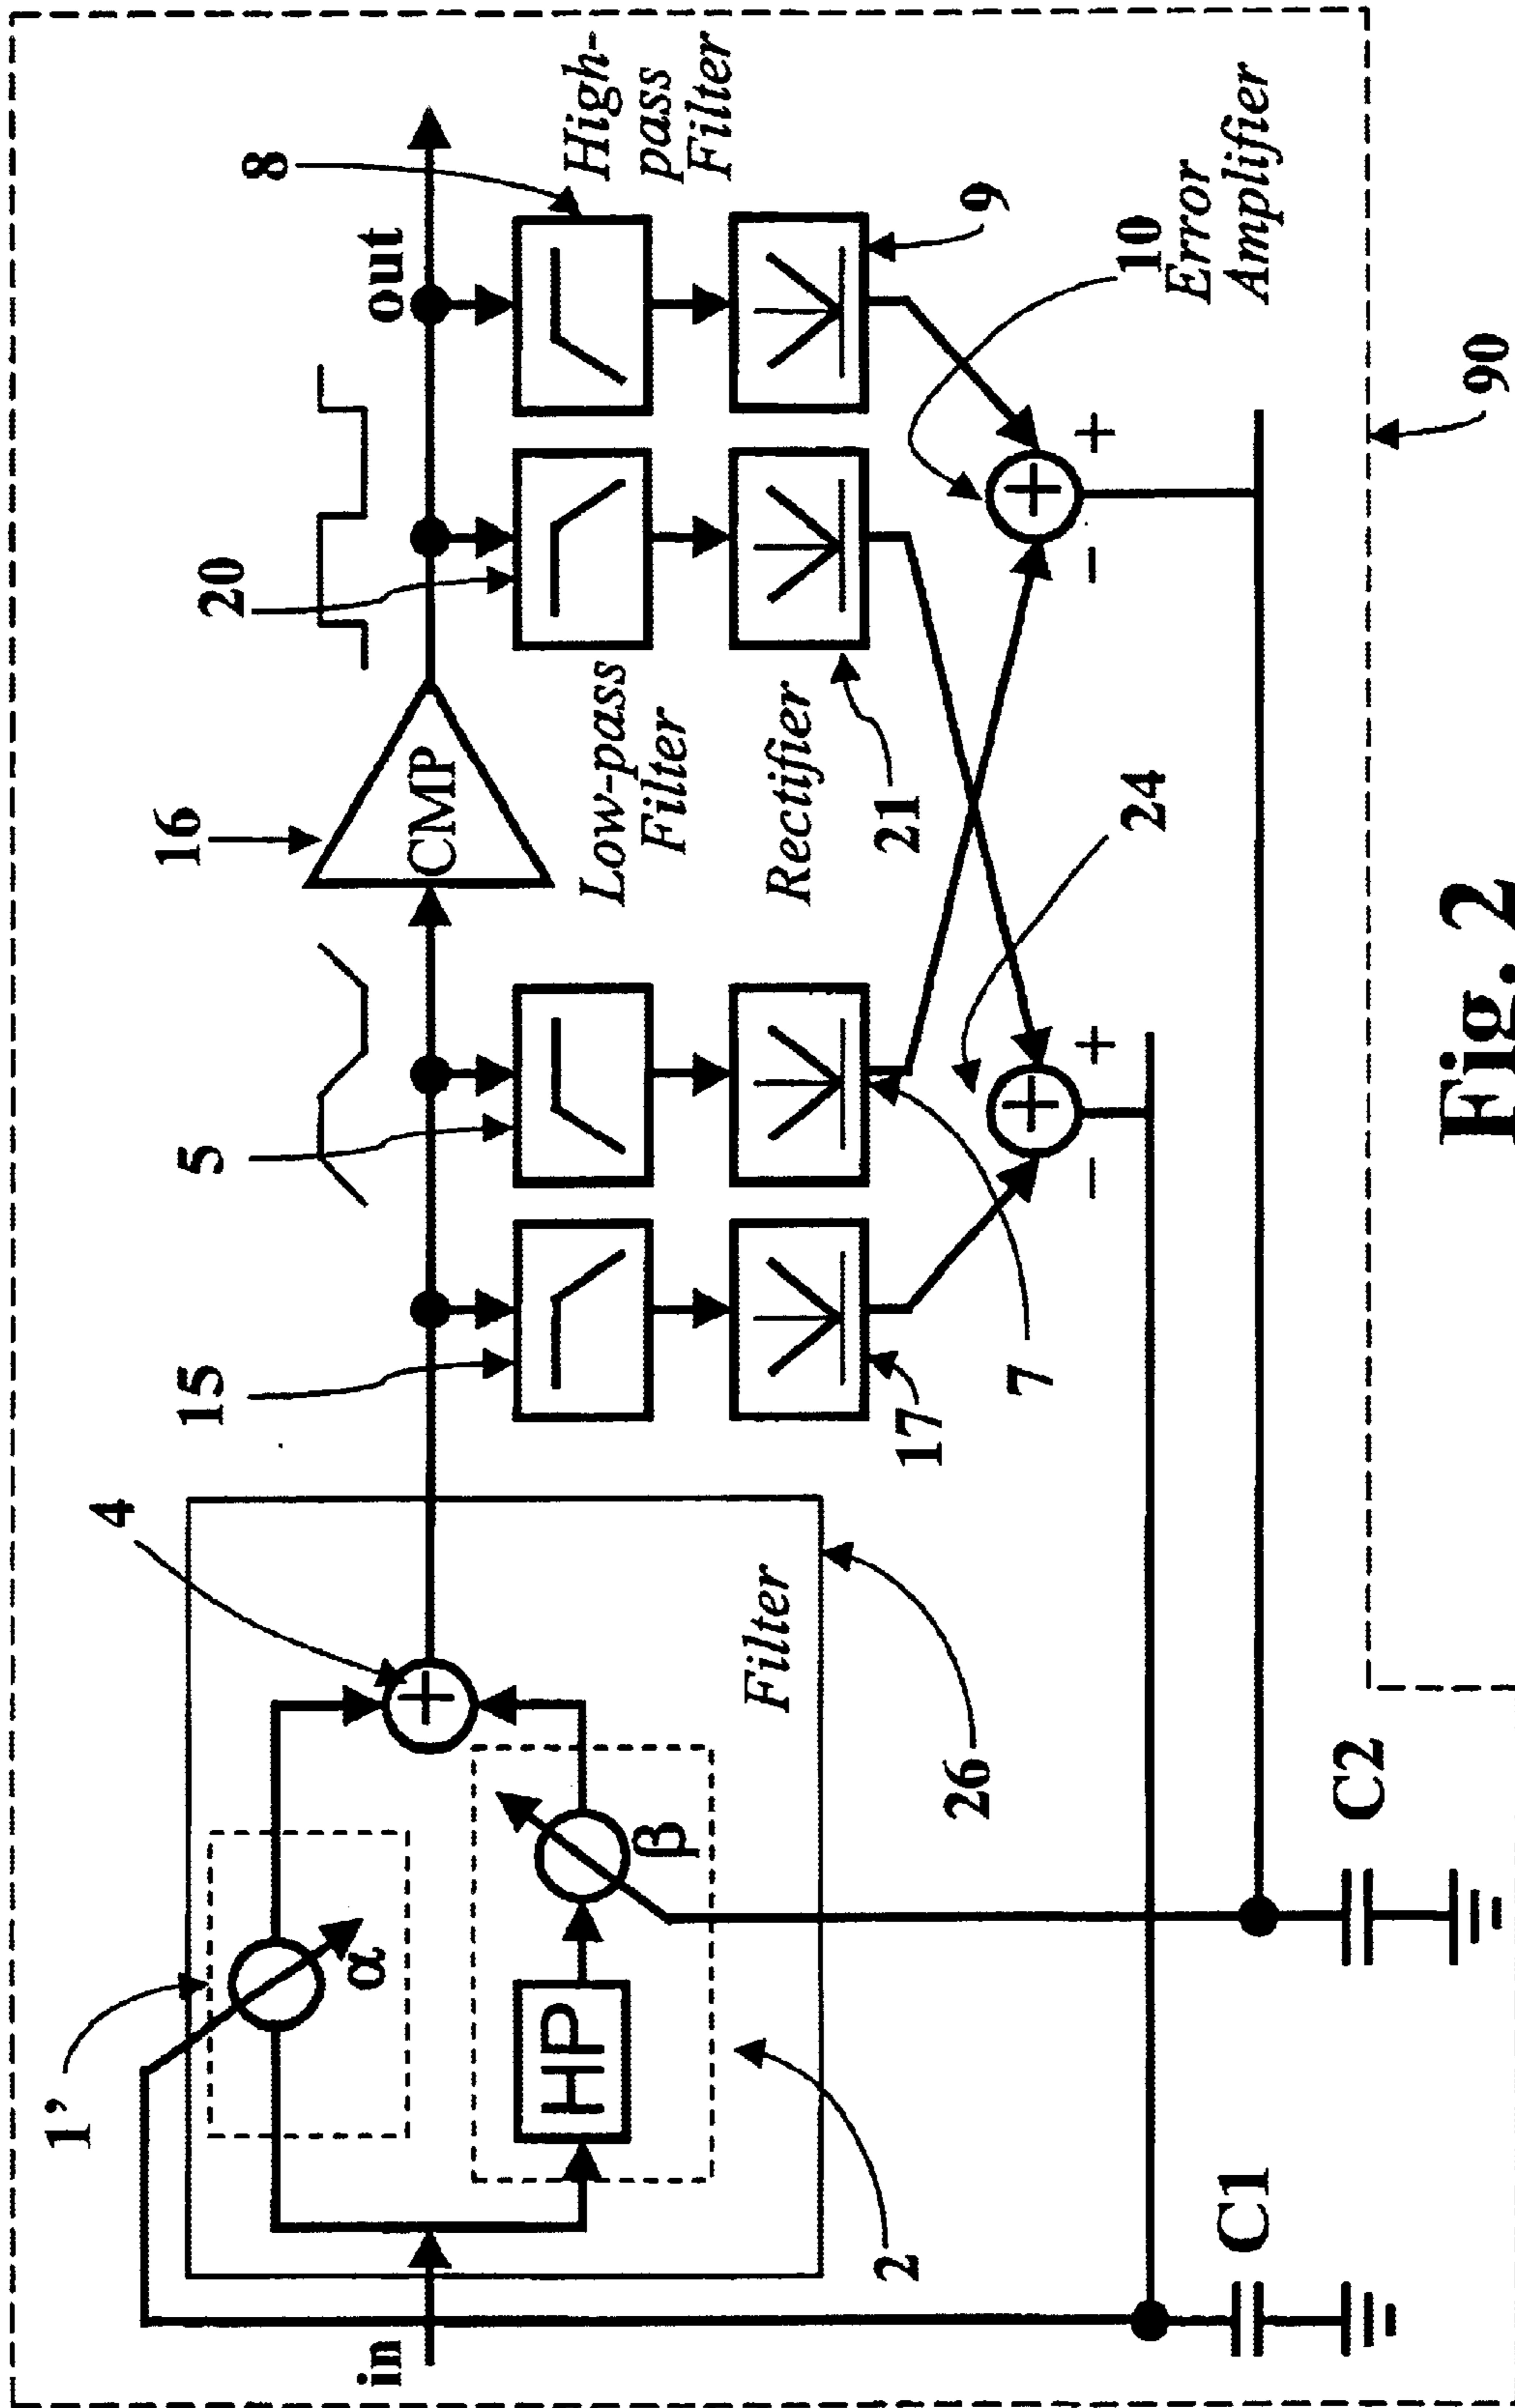 1’
4
15
5
16
20
out
8
High-
pass
Filter
in
α
HP
β
+
CMP
Low-pass
Filter
Rectifier
2
26
Filter
17
7
21
9
24
10
Error
Amplifier
−
+
+
−
+
+
C1
C2
90
Fig. 2